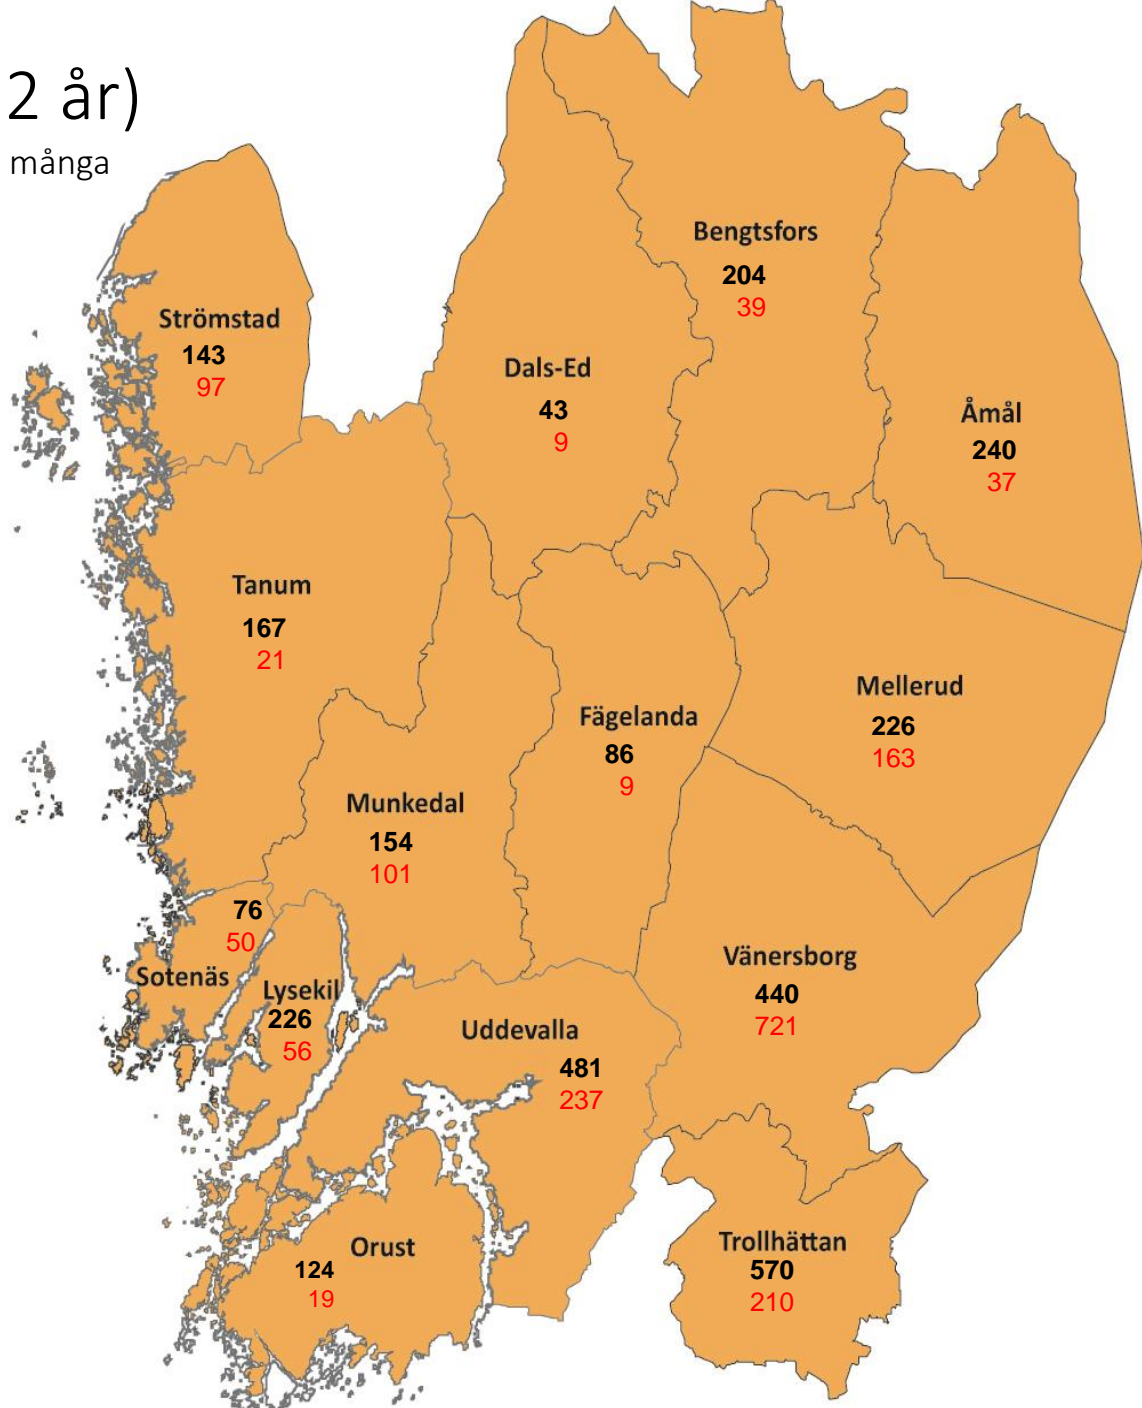 2 år)
många
Bengtsfors
204
39
Strömstad
143
97
Dals-Ed
43
9
Åmål
240
37
Tanum
167
21
Mellerud
226
163
Fägelanda
86
9
Munkedal
154
101
76
50
Sotenäs
Lysekil
226
56
Vänersborg
440
721
Uddevalla
481
237
Orust
124
19
Trollhättan
570
210